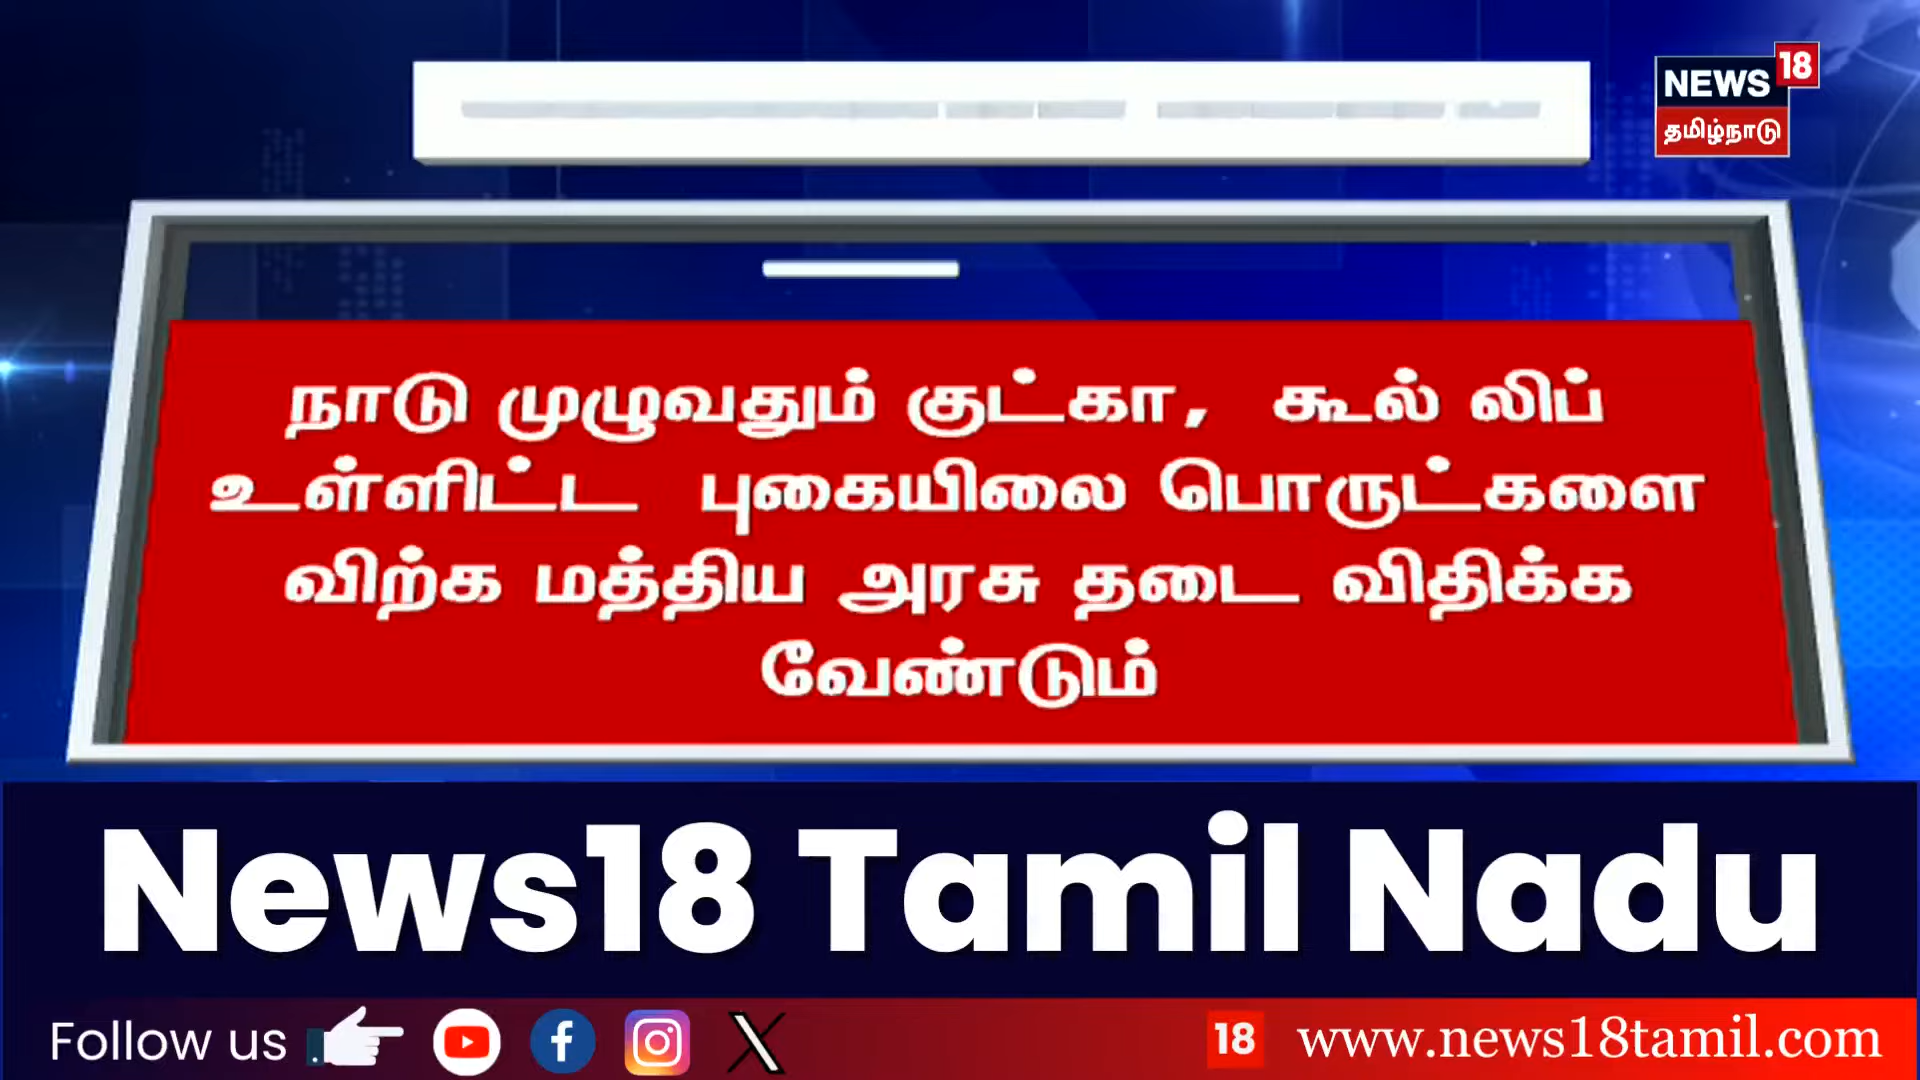 NEWS 18
தமிழ்நாடு
நாடு முழுவதும் குட்கா, கூல் லிப்
உள்ளிட்ட புகையிலை பொருட்களை
விற்க மத்திய அரசு தடை விதிக்க
வேண்டும்
News18 Tamil Nadu
Follow us 18 www.news18tamil.com